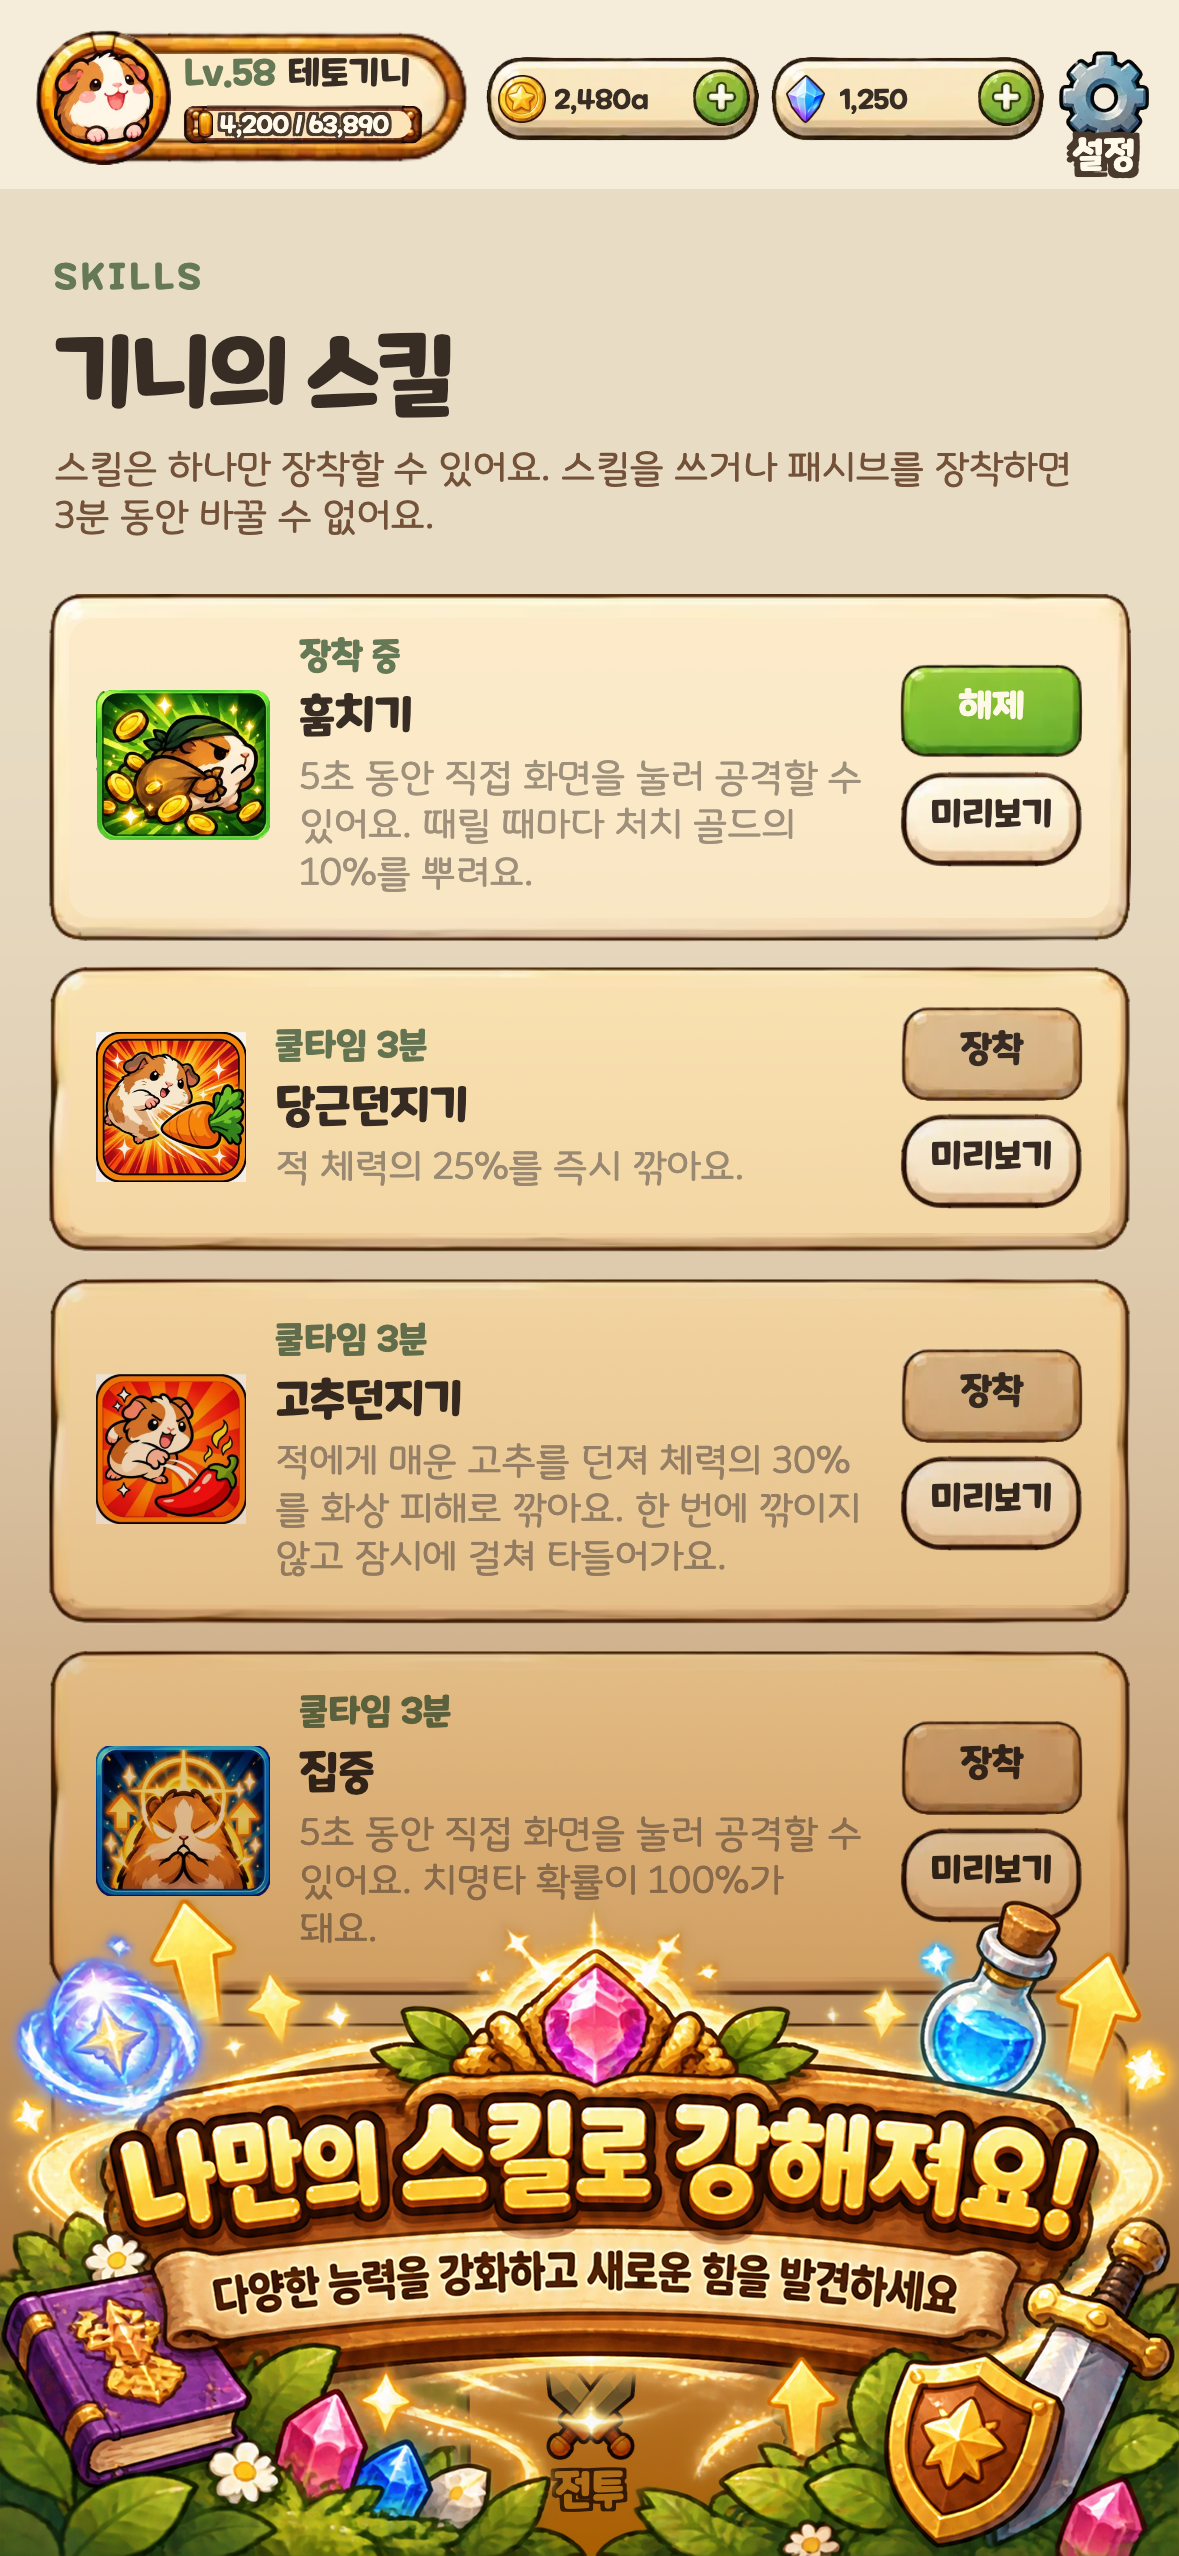 Lv.58 테토기니
4,200 / 63,890
2,480a
1,250
설정
SKILLS
기니의 스킬
스킬은 하나만 장착할 수 있어요. 스킬을 쓰거나 패시브를 장착하면
3분 동안 바꿀 수 없어요.
장착 중
훔치기
5초 동안 직접 화면을 눌러 공격할 수
있어요. 때릴 때마다 처치 골드의
10%를 뿌려요.
해제
미리보기
쿨타임 3분
당근던지기
적 체력의 25%를 즉시 깎아요.
장착
미리보기
쿨타임 3분
고추던지기
적에게 매운 고추를 던져 체력의 30%
를 화상 피해로 깎아요. 한 번에 깎이지
않고 잠시에 걸쳐 타들어가요.
장착
미리보기
쿨타임 3분
집중
5초 동안 직접 화면을 눌러 공격할 수
있어요. 치명타 확률이 100%가
돼요.
장착
미리보기
나만의 스킬로 강해져요!
다양한 능력을 강화하고 새로운 힘을 발견하세요
전투